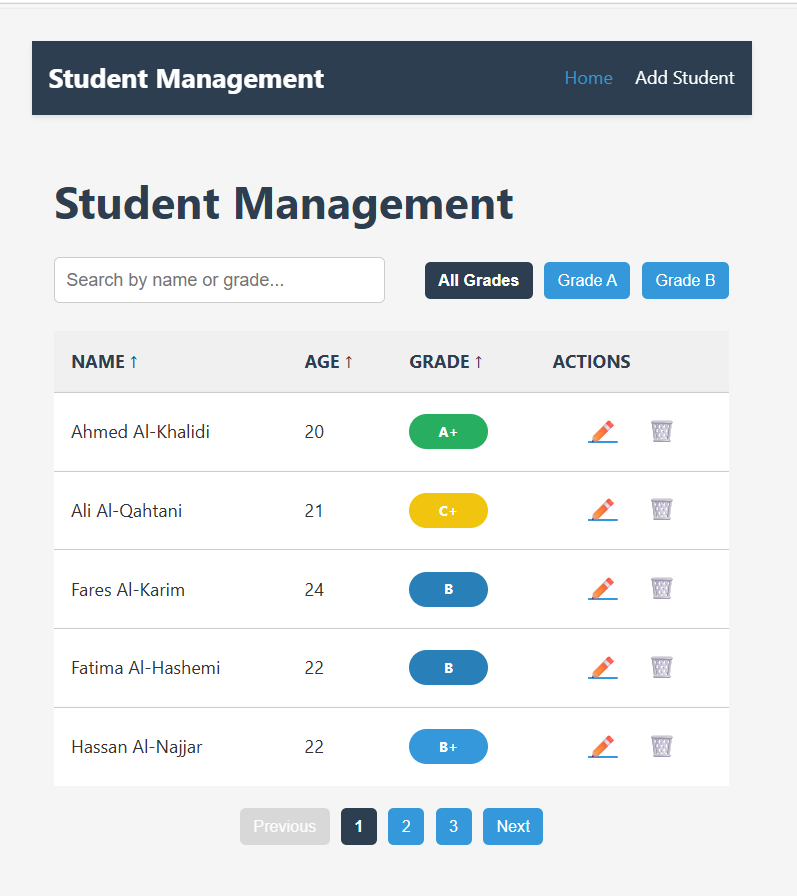 Student Management Home Add Student
Student Management
Search by name or grade... All Grades Grade A Grade B
NAME ↑ AGE ↑ GRADE ↑ ACTIONS
Ahmed Al-Khalidi 20 A+
Ali Al-Qahtani 21 C+
Fares Al-Karim 24 B
Fatima Al-Hashemi 22 B
Hassan Al-Najjar 22 B+
Previous 1 2 3 Next